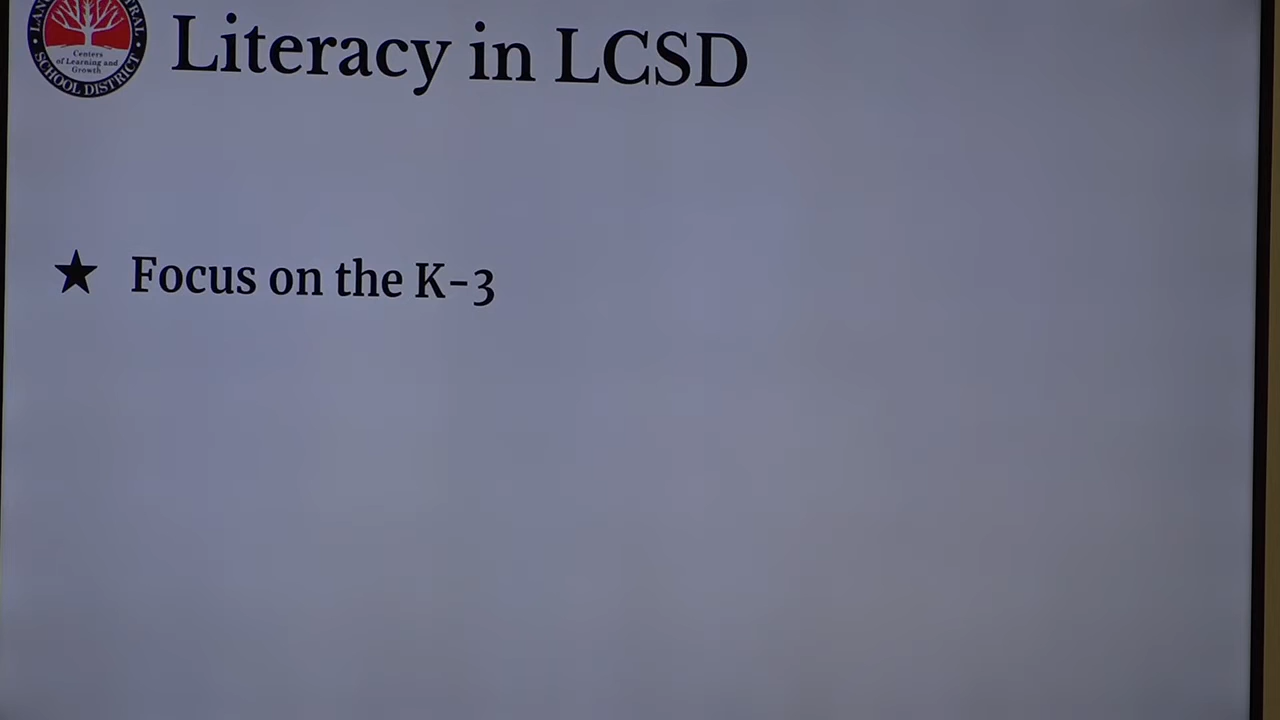 Literacy in LCSD
Centers
of Learning and
Growth
SCHOOL DISTRICT
★ Focus on the K-3